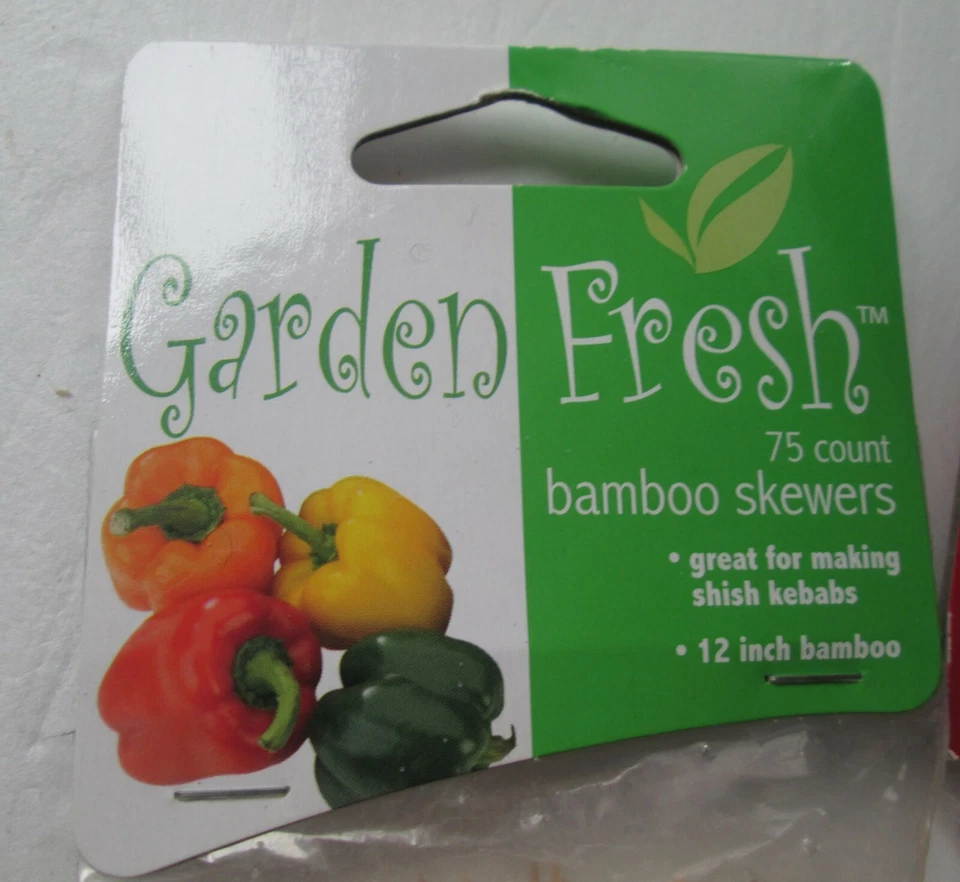 Garden Fresh™
75 count
bamboo skewers
• great for making
shish kebabs
• 12 inch bamboo